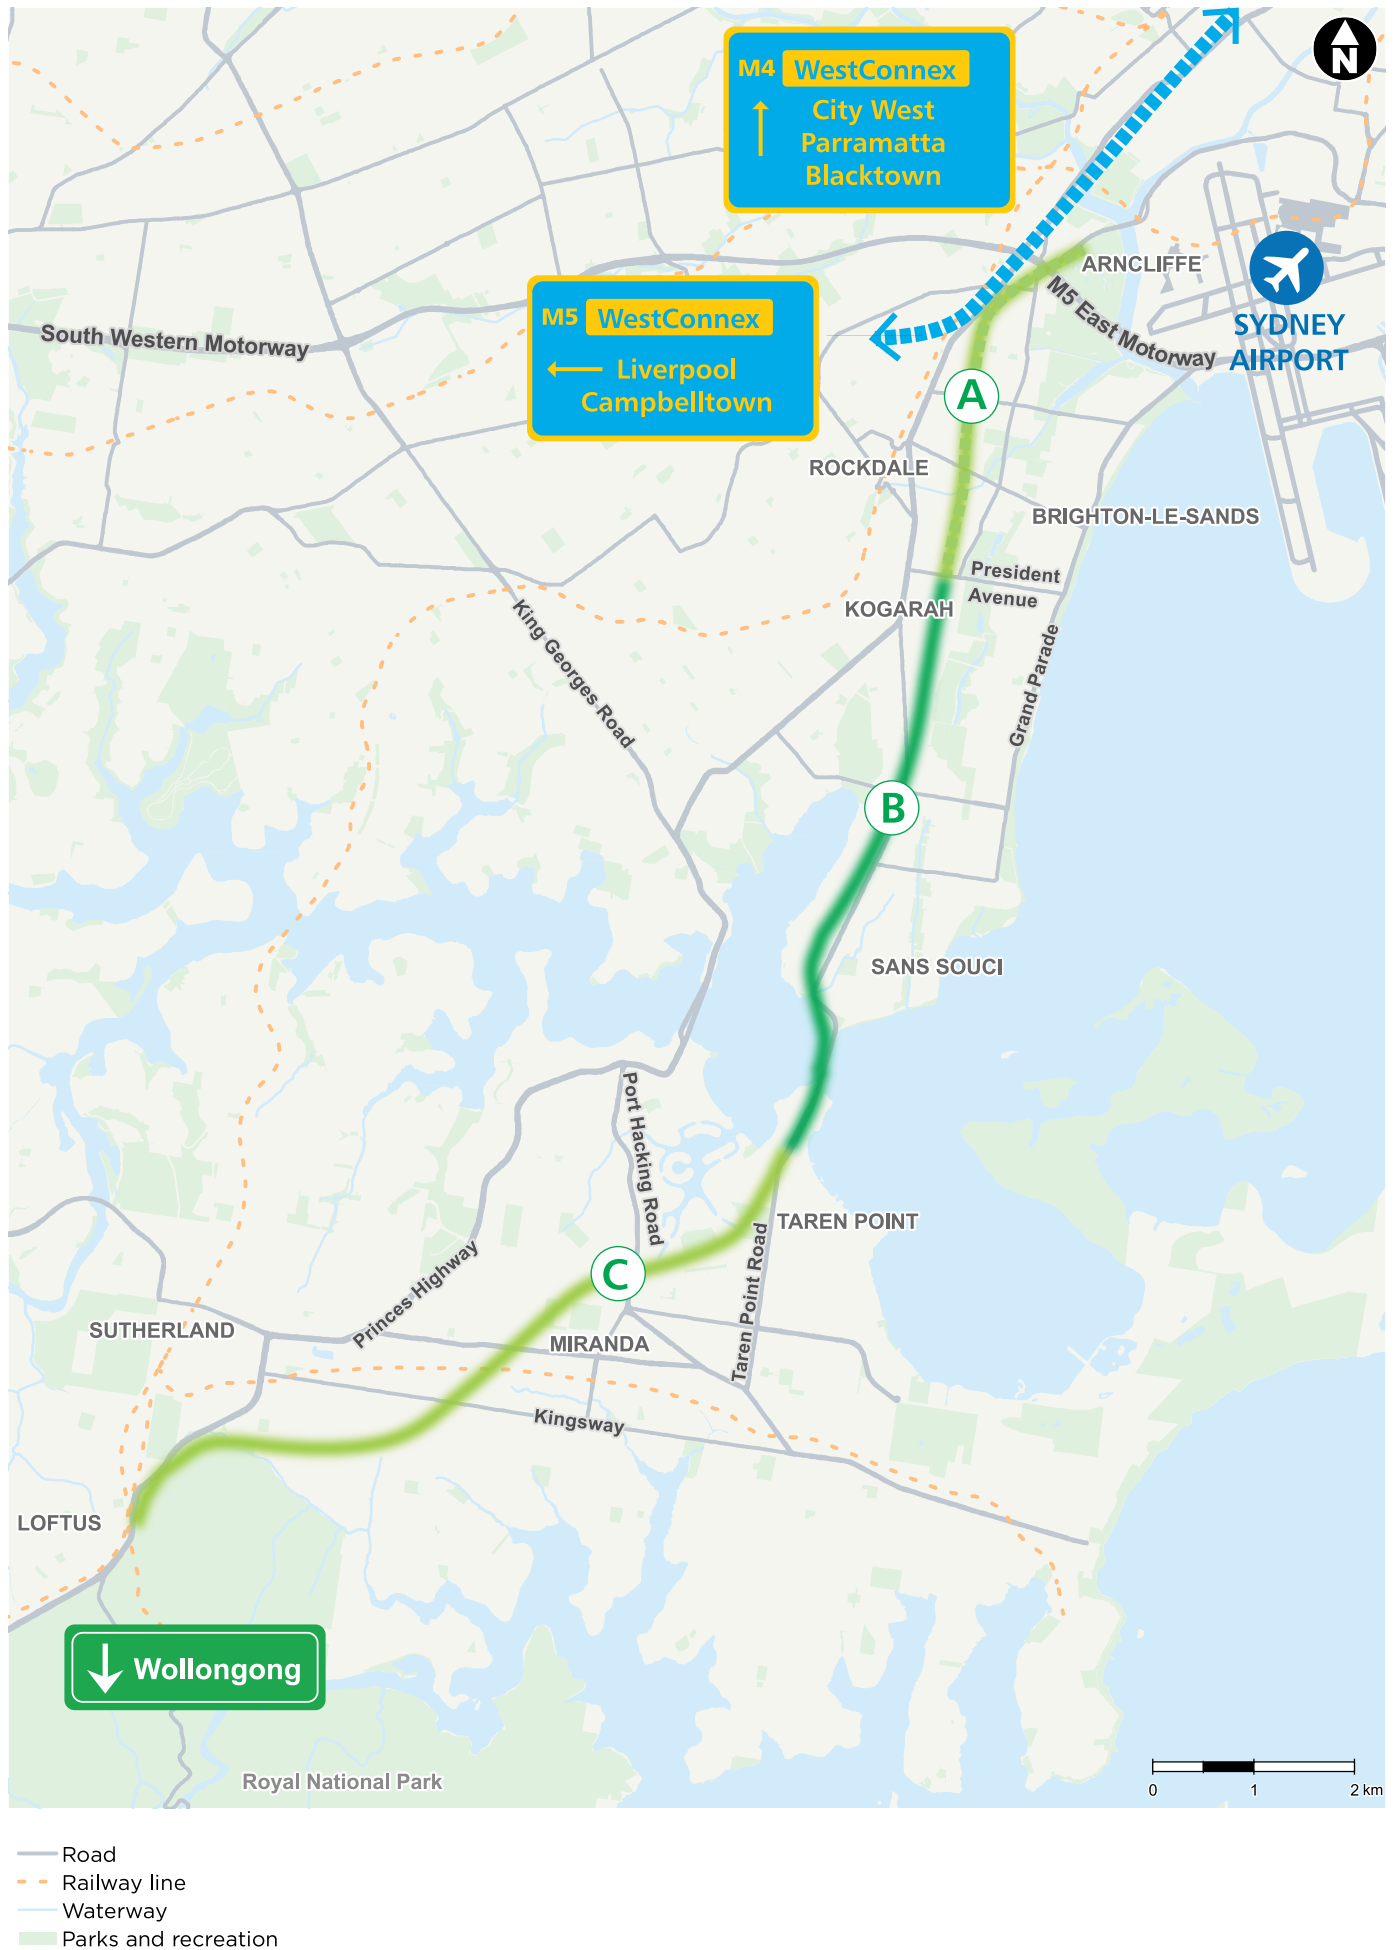 N
M4 WestConnex
City West
Parramatta
Blacktown
ARNCLIFFE
M5 WestConnex
Liverpool
Campbelltown
M5 East Motorway
SYDNEY
AIRPORT
South Western Motorway
A
ROCKDALE
BRIGHTON-LE-SANDS
President
Avenue
KOGARAH
King Georges Road
Grand Parade
B
SANS SOUCI
Port Hacking Road
TAREN POINT
Taren Point Road
C
Princes Highway
SUTHERLAND
MIRANDA
Kingsway
LOFTUS
Wollongong
Royal National Park
0 1 2 km
Road
Railway line
Waterway
Parks and recreation